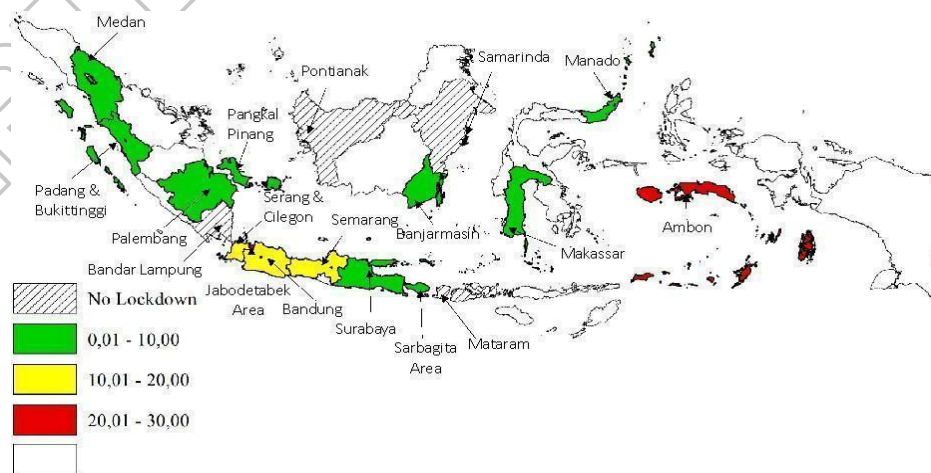 Medan
Samarinda
Manado
Pontianak
Pangkal
Pinang
Padang &
Bukittinggi
Serang &
Cilegon
Semarang
Palembang
Banjarmasin
Ambon
Makassar
Bandar Lampung
Jabodetabek
Area
Bandung
Surabaya
Sarbagita
Area
Mataram
No Lockdown
0,01 - 10,00
10,01 - 20,00
20,01 - 30,00